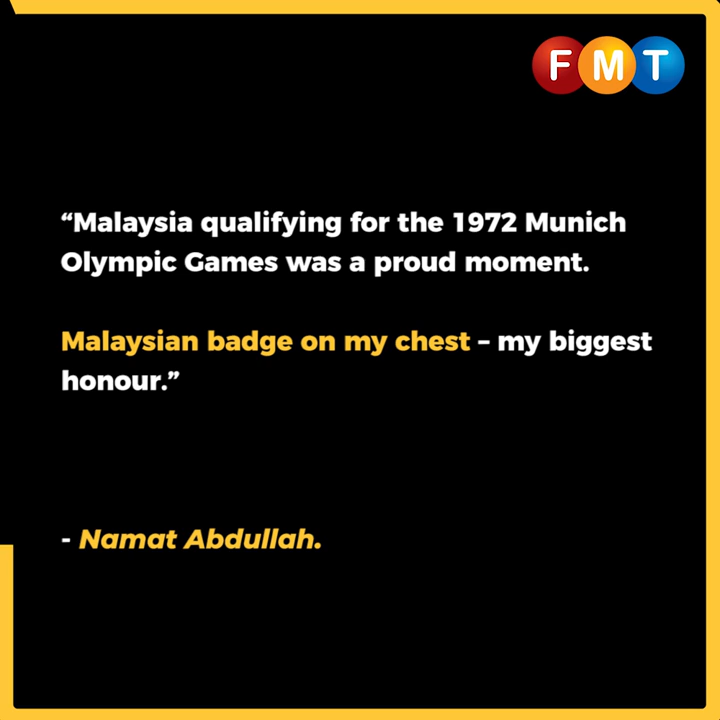 FMT
“Malaysia qualifying for the 1972 Munich
Olympic Games was a proud moment.
Malaysian badge on my chest – my biggest
honour.”
- Namat Abdullah.